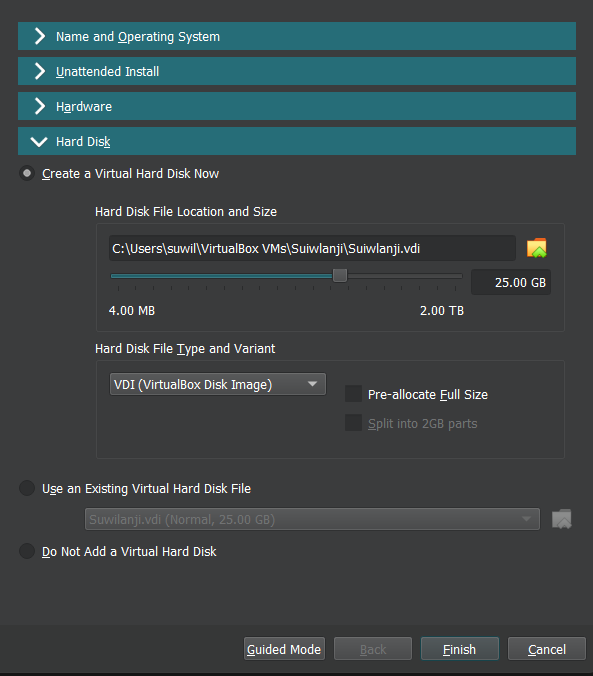 Name and Operating System
Unattended Install
Hardware
Hard Disk
Create a Virtual Hard Disk Now
Hard Disk File Location and Size
C:\Users\suwil\VirtualBox VMs\Suiwlanji\Suiwlanji.vdi
25.00 GB
4.00 MB 2.00 TB
Hard Disk File Type and Variant
VDI (VirtualBox Disk Image)
Pre-allocate Full Size
Split into 2GB parts
Use an Existing Virtual Hard Disk File
Suwilanji.vdi (Normal, 25.00 GB)
Do Not Add a Virtual Hard Disk
Guided Mode Back Finish Cancel